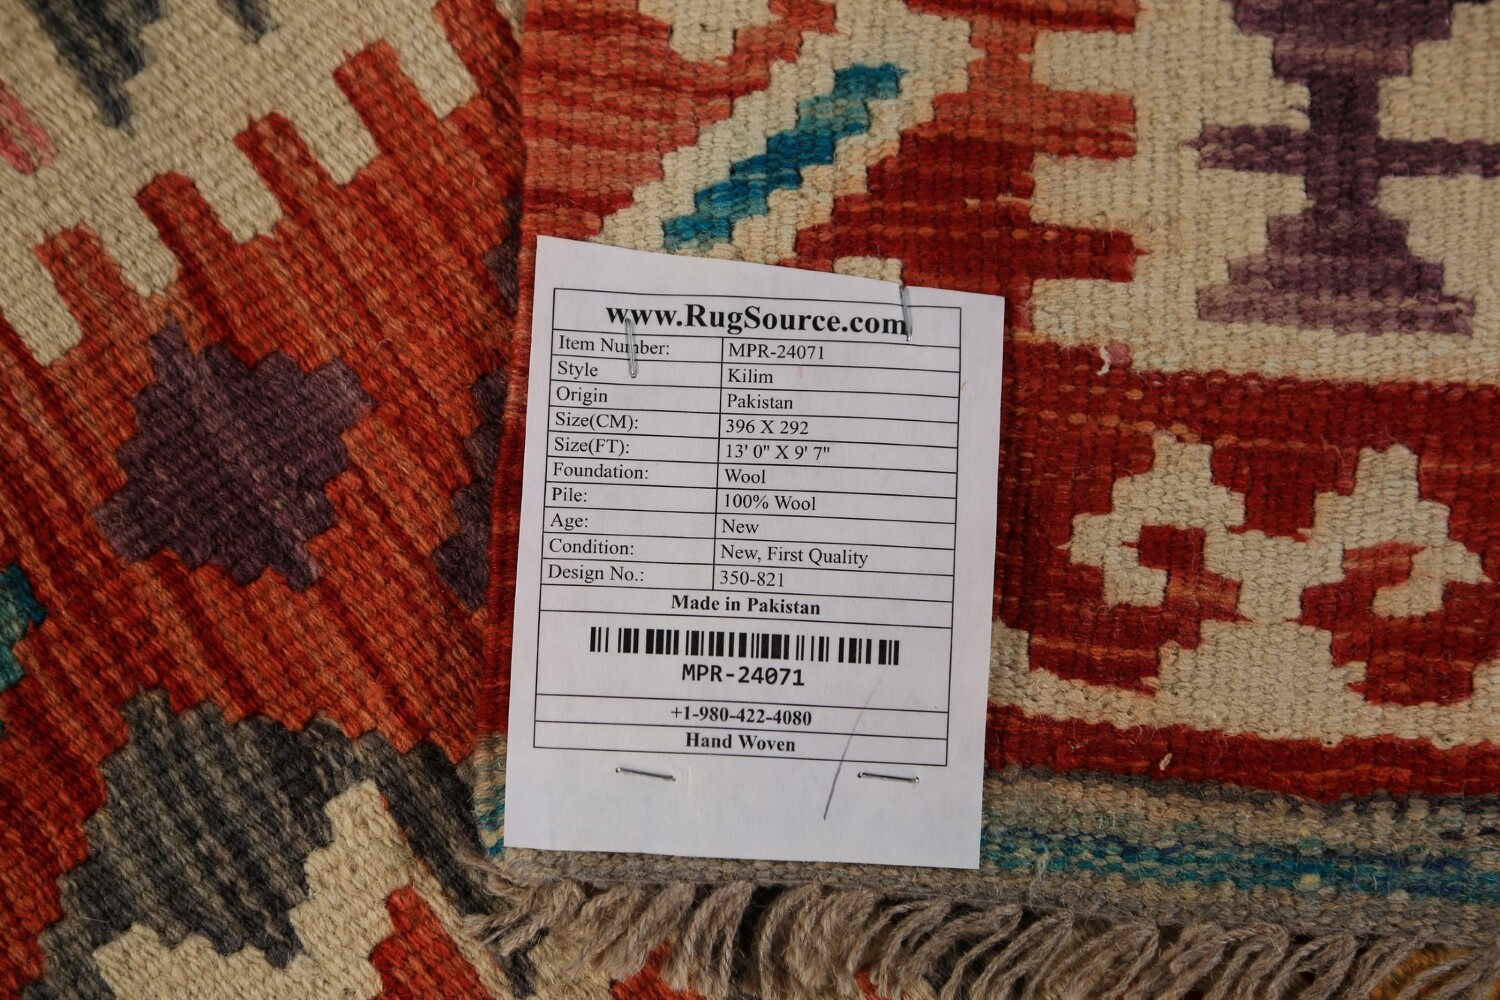 www.RugSource.com
Item Number: MPR-24071
Style Kilim
Origin Pakistan
Size(CM): 396 X 292
Size(FT): 13' 0" X 9' 7"
Foundation: Wool
Pile: 100% Wool
Age: New
Condition: New, First Quality
Design No.: 350-821
Made in Pakistan
MPR-24071
+1-980-422-4080
Hand Woven